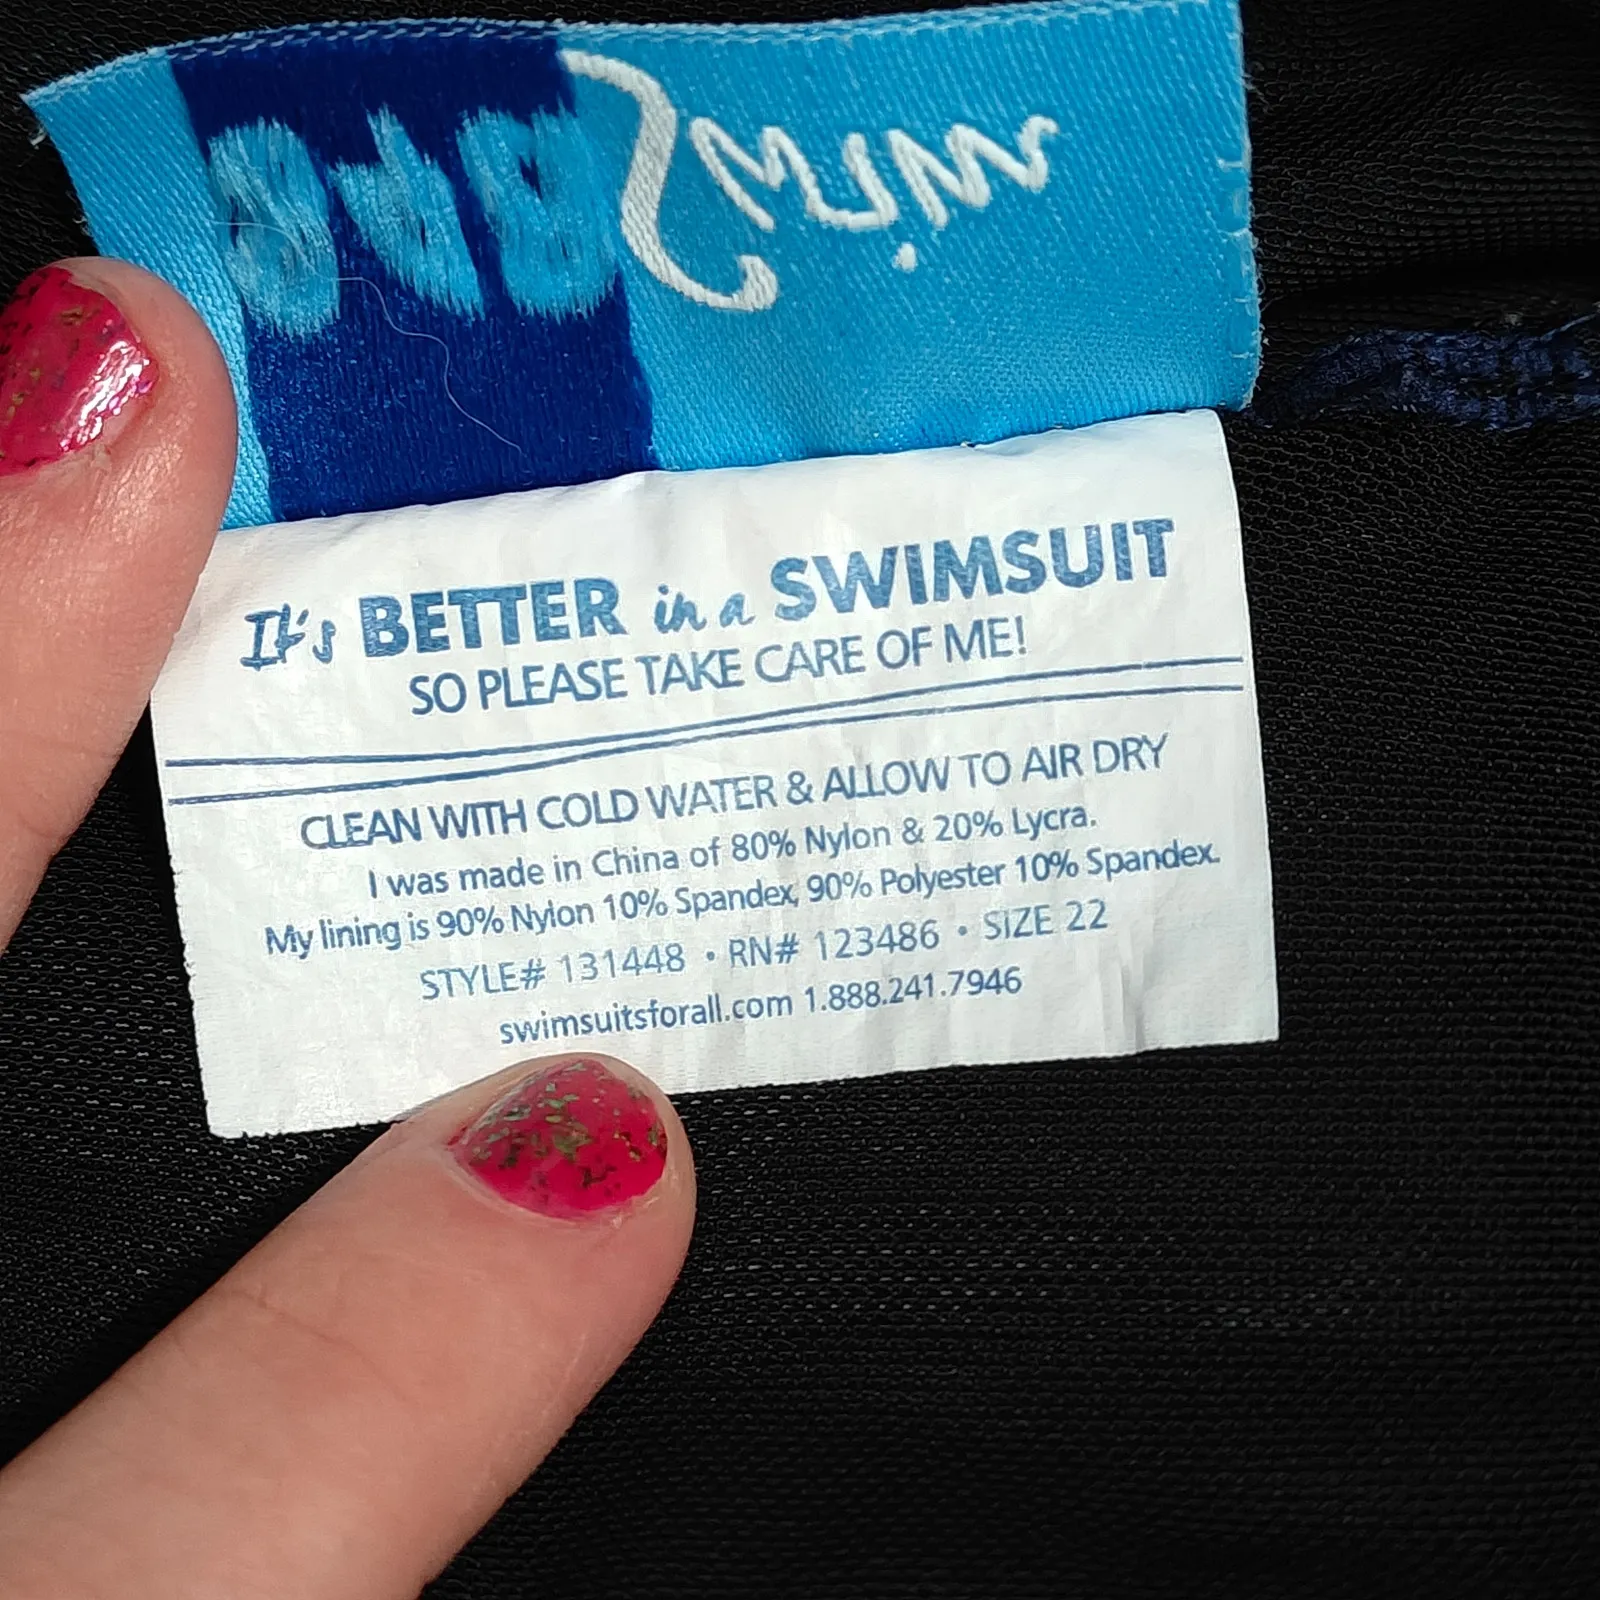 It's BETTER in a SWIMSUIT
SO PLEASE TAKE CARE OF ME!
CLEAN WITH COLD WATER & ALLOW TO AIR DRY
I was made in China of 80% Nylon & 20% Lycra.
My lining is 90% Nylon 10% Spandex, 90% Polyester 10% Spandex.
STYLE# 131448 • RN# 123486 • SIZE 22
swimsuitsforall.com 1.888.241.7946